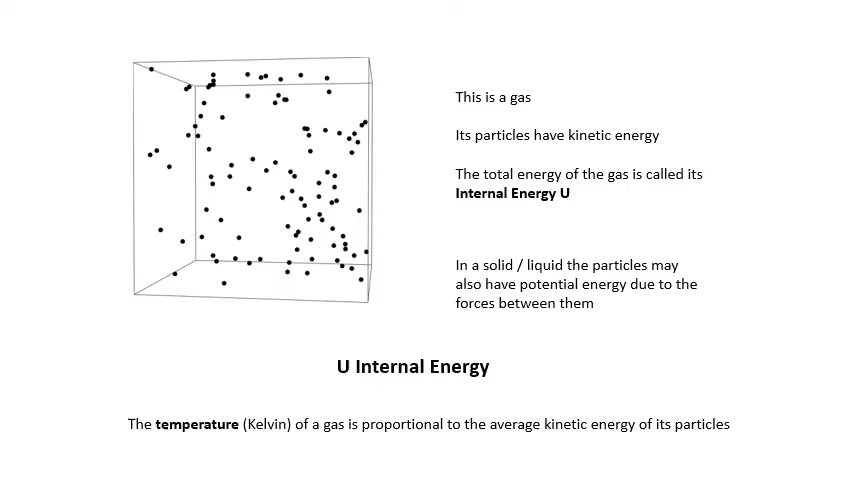 This is a gas
Its particles have kinetic energy
The total energy of the gas is called its
Internal Energy U
In a solid / liquid the particles may
also have potential energy due to the
forces between them
U Internal Energy
The temperature (Kelvin) of a gas is proportional to the average kinetic energy of its particles